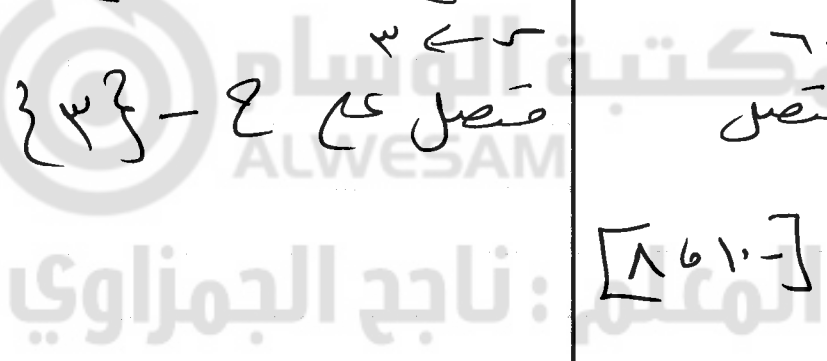 متصل
[-١٠، ٨]
س ← ٣
متصل على ح - {٣}
مكتبة الوسام
ALWESAM
المعلم : ناجح الجمزاوي